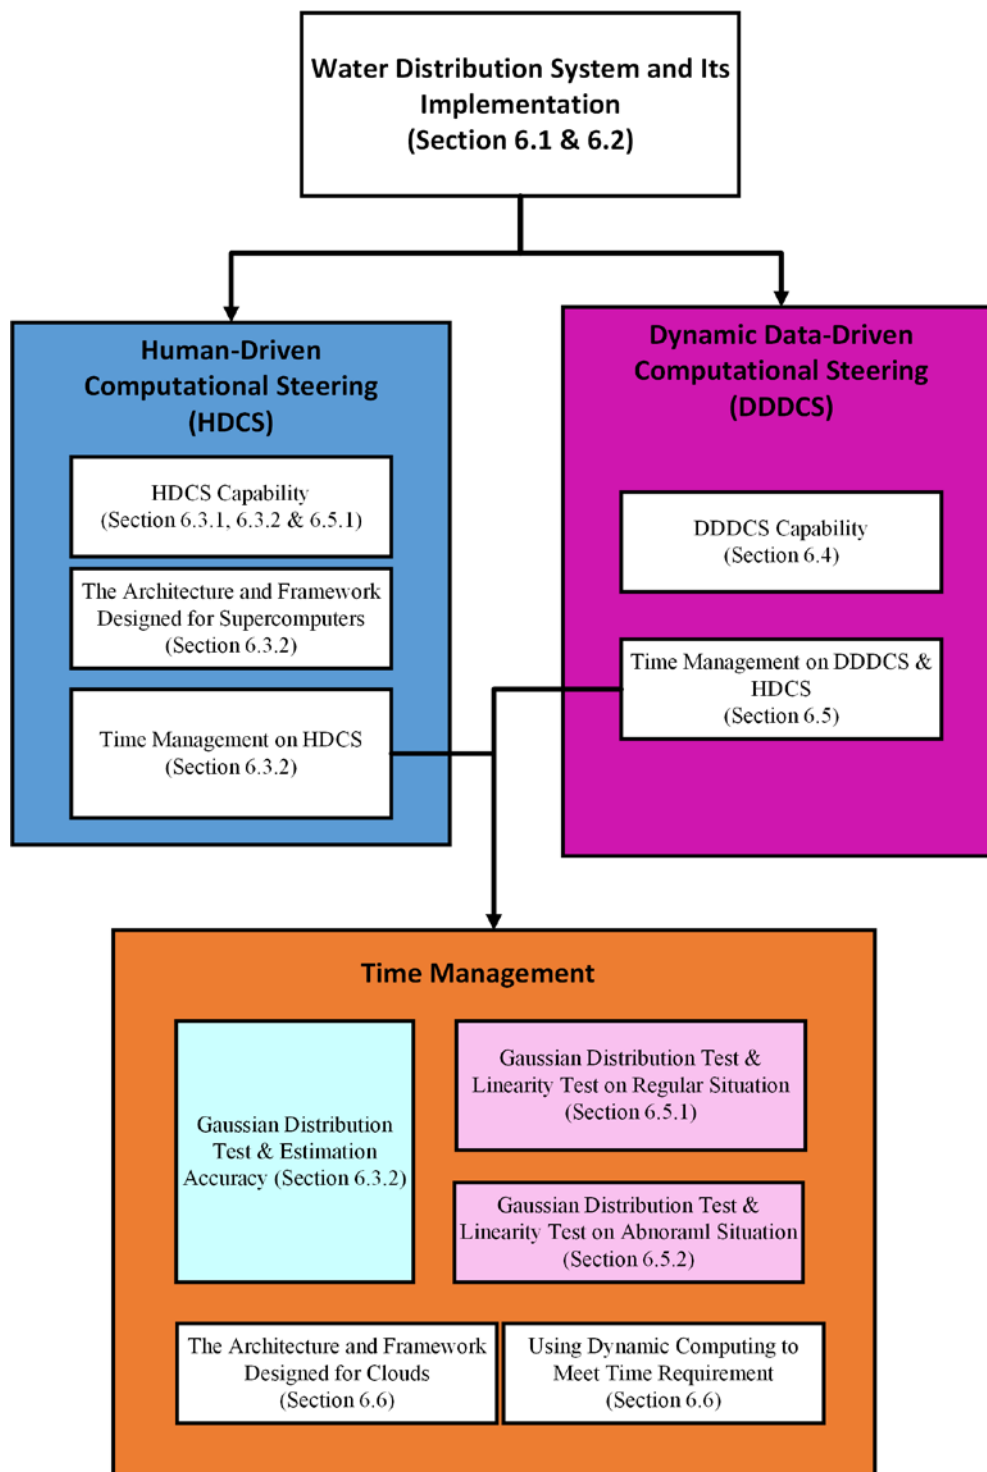 Water Distribution System and Its
Implementation
(Section 6.1 & 6.2)
Human-Driven
Computational Steering
(HDCS)
HDCS Capability
(Section 6.3.1, 6.3.2 & 6.5.1)
The Architecture and Framework
Designed for Supercomputers
(Section 6.3.2)
Time Management on HDCS
(Section 6.3.2)
Dynamic Data-Driven
Computational Steering
(DDDCS)
DDDCS Capability
(Section 6.4)
Time Management on DDDCS &
HDCS
(Section 6.5)
Time Management
Gaussian Distribution
Test & Estimation
Accuracy (Section 6.3.2)
Gaussian Distribution Test &
Linearity Test on Regular Situation
(Section 6.5.1)
Gaussian Distribution Test &
Linearity Test on Abnoraml Situation
(Section 6.5.2)
The Architecture and Framework
Designed for Clouds
(Section 6.6)
Using Dynamic Computing to
Meet Time Requirement
(Section 6.6)